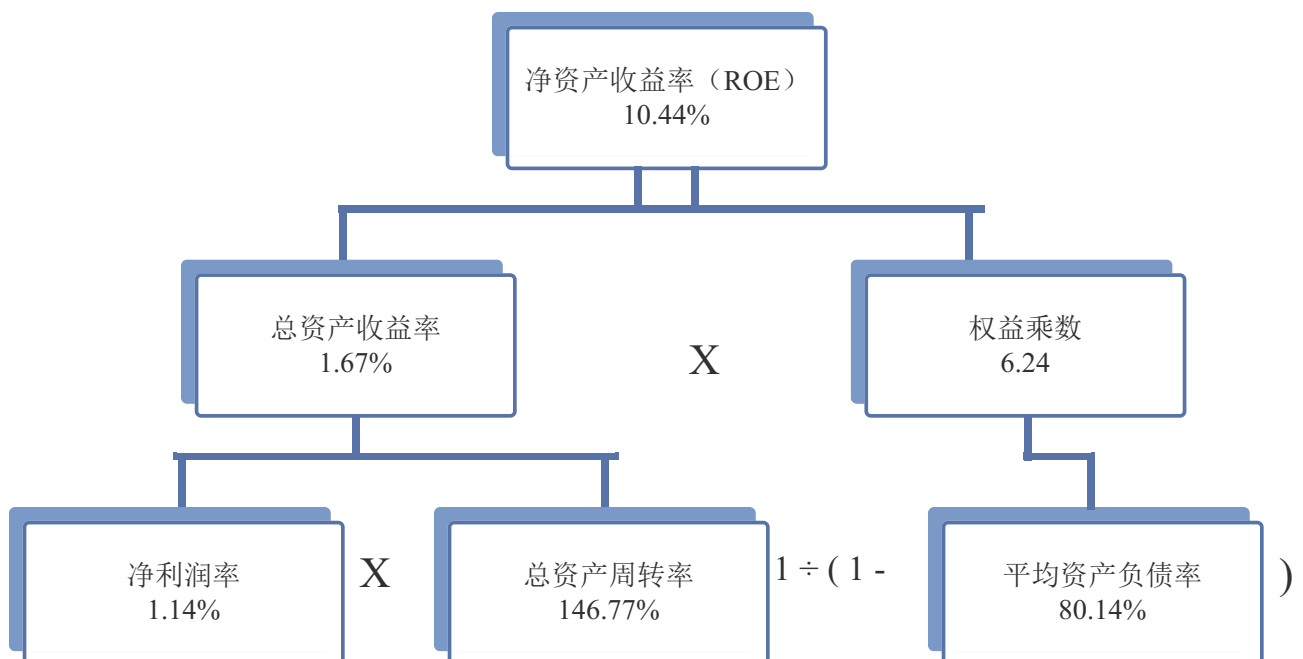 净资产收益率（ROE）
10.44%
总资产收益率
1.67%
X
权益乘数
6.24
净利润率
1.14%
X
总资产周转率
146.77%
1 ÷ ( 1 -
平均资产负债率
80.14%
)